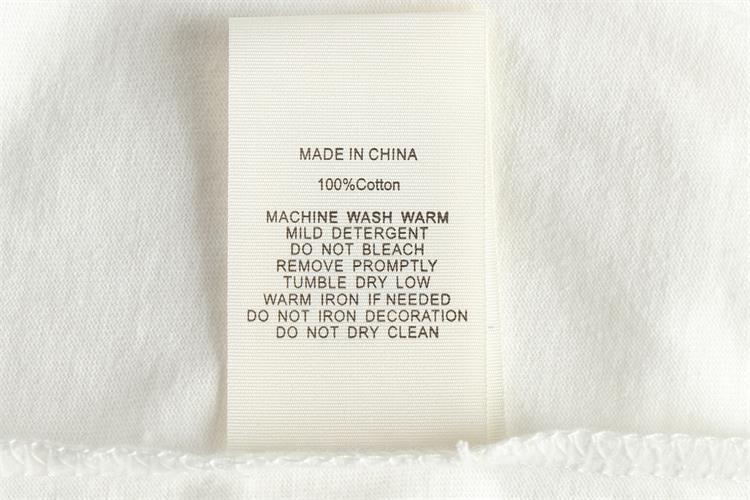 MADE IN CHINA
100%Cotton
MACHINE WASH WARM
MILD DETERGENT
DO NOT BLEACH
REMOVE PROMPTLY
TUMBLE DRY LOW
WARM IRON IF NEEDED
DO NOT IRON DECORATION
DO NOT DRY CLEAN